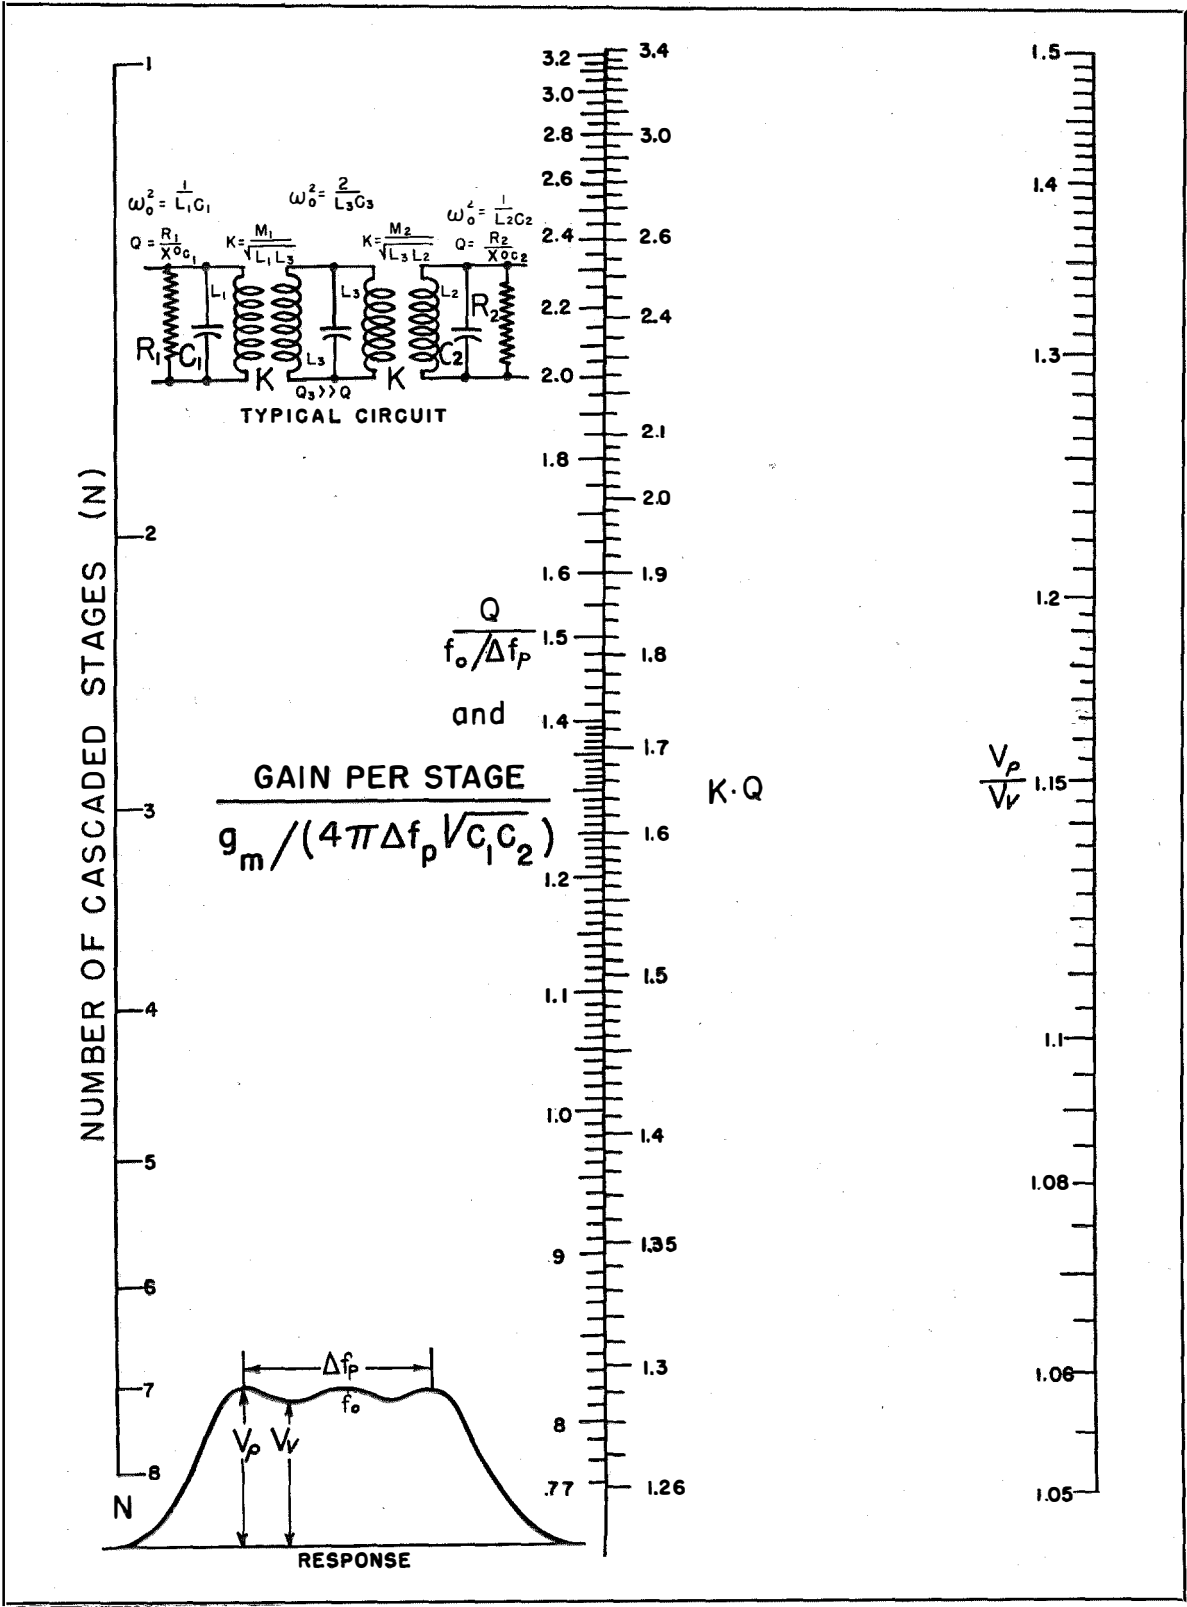 NUMBER OF CASCADED STAGES (N)
1
2
3
4
5
6
7
8
N
ω₀² = 1/L₁C₁
Q = R₁/X⁰c₁
K = M₁/√L₁L₃
ω₀² = 2/L₃C₃
K = M₂/√L₃L₂
ω₀² = 1/L₂C₂
Q = R₂/X⁰c₂
L₁
L₃
L₂
R₂
R₁
C₁
L₃
C₂
K
K
Q₃>>Q
TYPICAL CIRCUIT
Q
f₀/Δfₚ
and
GAIN PER STAGE
gₘ/(4πΔfₚ√C₁C₂)
3.2
3.0
2.8
2.6
2.4
2.2
2.0
1.8
1.6
1.5
1.4
1.2
1.1
1.0
.9
.8
.77
3.4
3.0
2.6
2.4
2.2
2.1
2.0
1.9
1.8
1.7
1.6
1.5
1.4
1.35
1.3
1.26
K·Q
Vₚ
Vᵥ
1.5
1.4
1.3
1.2
1.15
1.1
1.08
1.06
1.05
Δfₚ
f₀
Vₚ Vᵥ
RESPONSE